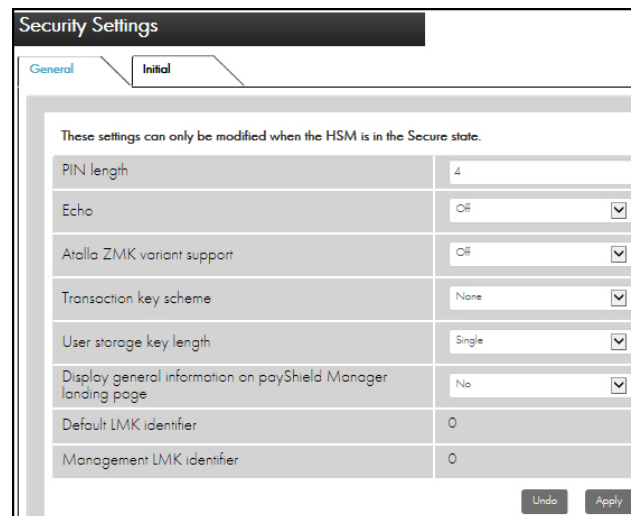 Security Settings
General Initial
These settings can only be modified when the HSM is in the Secure state.
PIN length 4
Echo Off
Atalla ZMK variant support Off
Transaction key scheme None
User storage key length Single
Display general information on payShield Manager
landing page No
Default LMK identifier 0
Management LMK identifier 0
Undo Apply